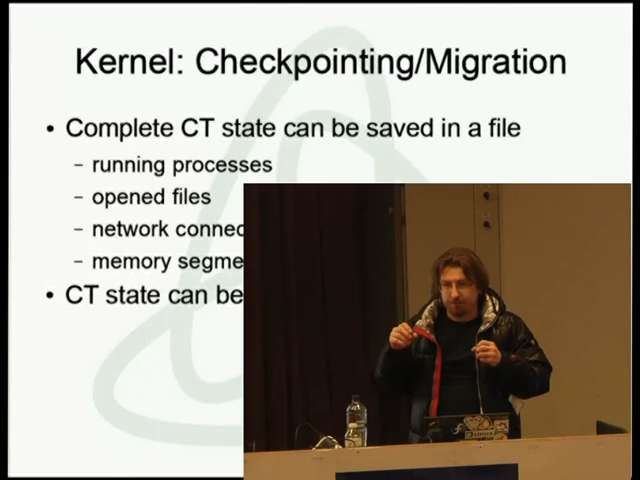 Kernel: Checkpointing/Migration
• Complete CT state can be saved in a file
– running processes
– opened files
– network connec
– memory segme
• CT state can be